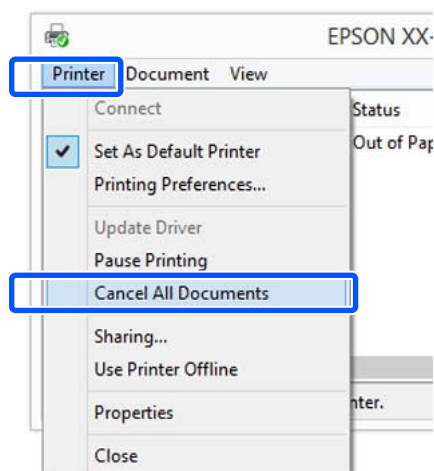 EPSON XX-
Printer Document View
Connect
Status
Set As Default Printer
Out of Pap
Printing Preferences...
Update Driver
Pause Printing
Cancel All Documents
Sharing...
Use Printer Offline
Properties
nter.
Close